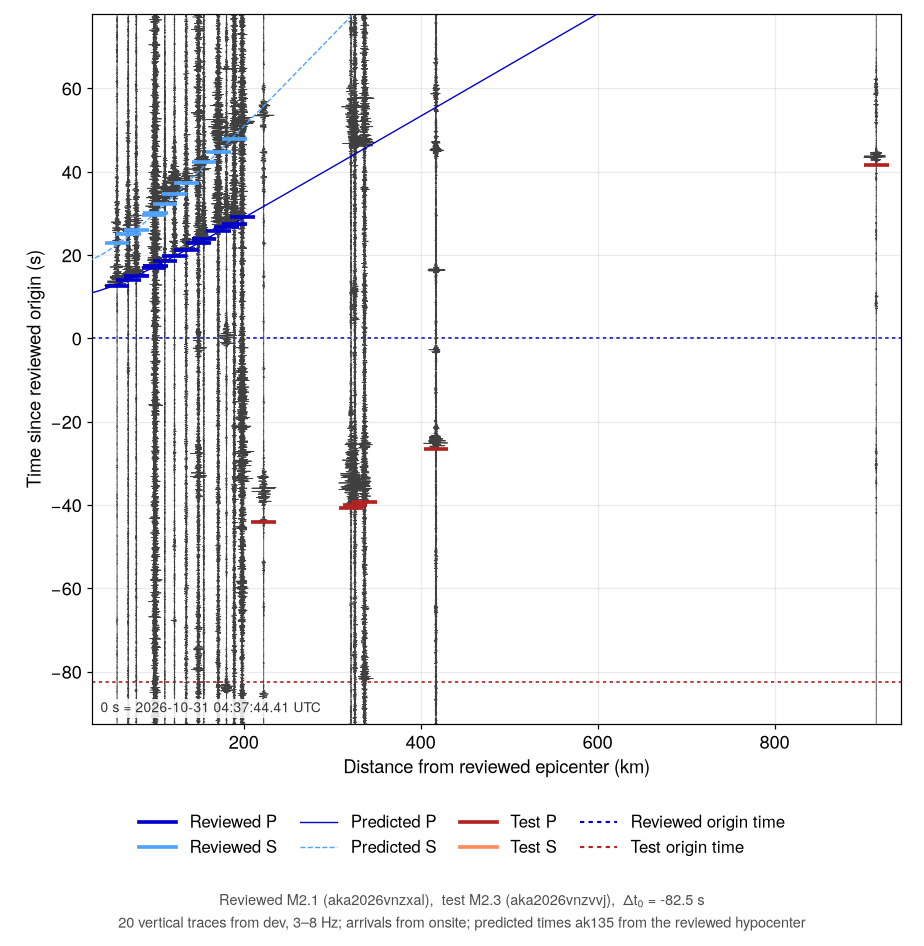 60
40
20
0
−20
−40
−60
−80
Time since reviewed origin (s)
0 s = 2026-10-31 04:37:44.41 UTC
200
400
600
800
Distance from reviewed epicenter (km)
Reviewed P
Predicted P
Test P
Reviewed origin time
Reviewed S
Predicted S
Test S
Test origin time
Reviewed M2.1 (aka2026vnzxal), test M2.3 (aka2026vnzvvj), Δt₀ = -82.5 s
20 vertical traces from dev, 3–8 Hz; arrivals from onsite; predicted times ak135 from the reviewed hypocenter